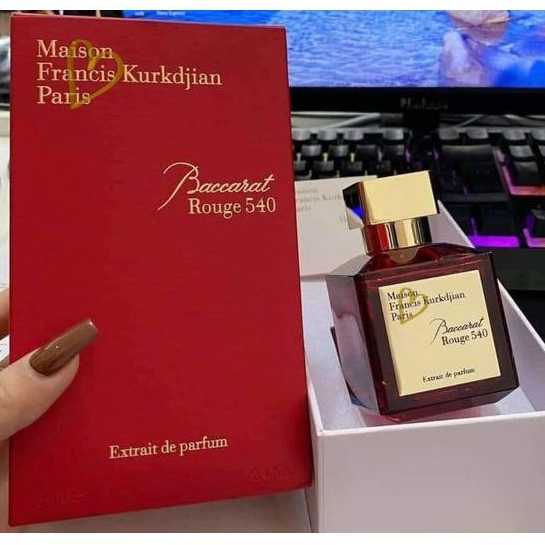 Maison
Francis Kurkdjian
Paris
Baccarat
Rouge 540
Extrait de parfum
Maison
Francis Kurkdjian
Paris
Baccarat
Rouge 540
Extrait de parfum